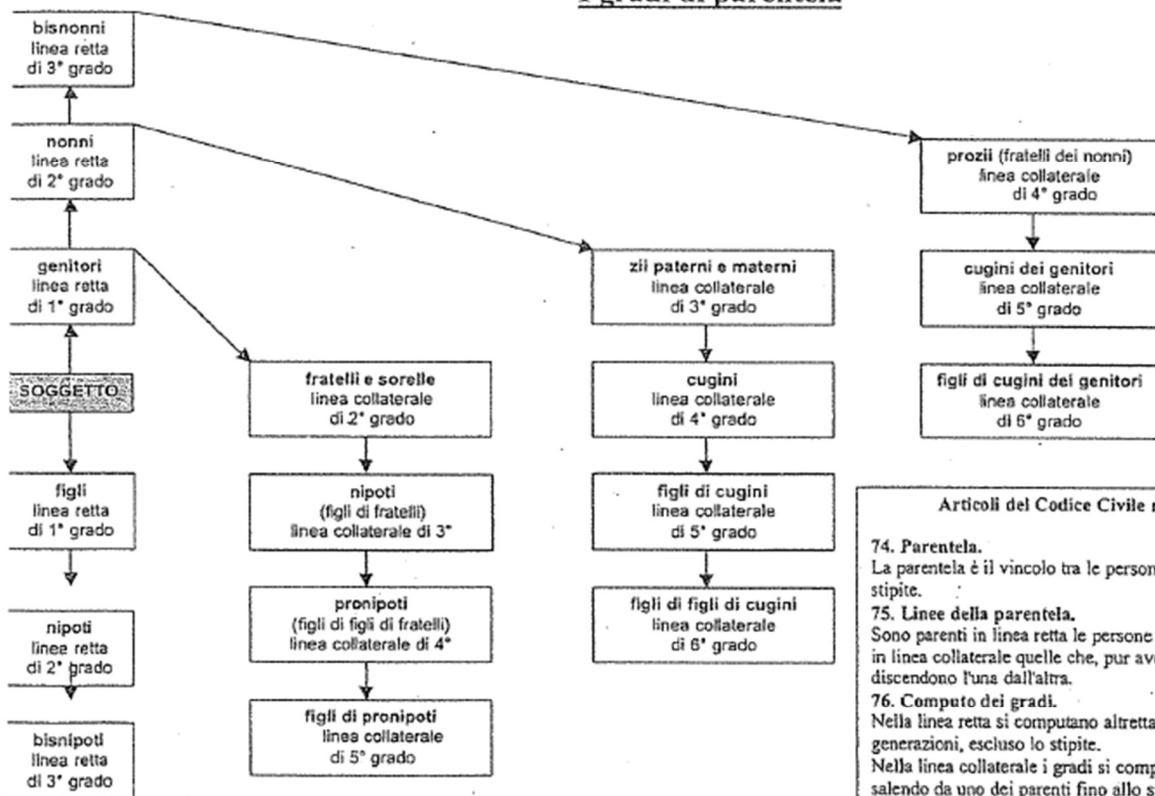 I gradi di parentela
bisnonni
linea retta
di 3° grado
nonni
linea retta
di 2° grado
genitori
linea retta
di 1° grado
SOGGETTO
figli
linea retta
di 1° grado
nipoti
linea retta
di 2° grado
bisnipoti
linea retta
di 3° grado
fratelli e sorelle
linea collaterale
di 2° grado
nipoti
(figli di fratelli)
linea collaterale di 3°
pronipoti
(figli di figli di fratelli)
linea collaterale di 4°
figli di pronipoti
linea collaterale
di 5° grado
zii paterni e materni
linea collaterale
di 3° grado
cugini
linea collaterale
di 4° grado
figli di cugini
linea collaterale
di 5° grado
figli di figli di cugini
linea collaterale
di 6° grado
prozii (fratelli dei nonni)
linea collaterale
di 4° grado
cugini dei genitori
linea collaterale
di 5° grado
figli di cugini dei genitori
linea collaterale
di 6° grado
Articoli del Codice Civile
74. Parentela.
La parentela è il vincolo tra le person
stipite.
75. Linee della parentela.
Sono parenti in linea retta le persone
in linea collaterale quelle che, pur av
discendono l'una dall'altra.
76. Computo dei gradi.
Nella linea retta si computano altretta
generazioni, escluso lo stipite.
Nella linea collaterale i gradi si comp
salendo da uno dei parenti fino allo s